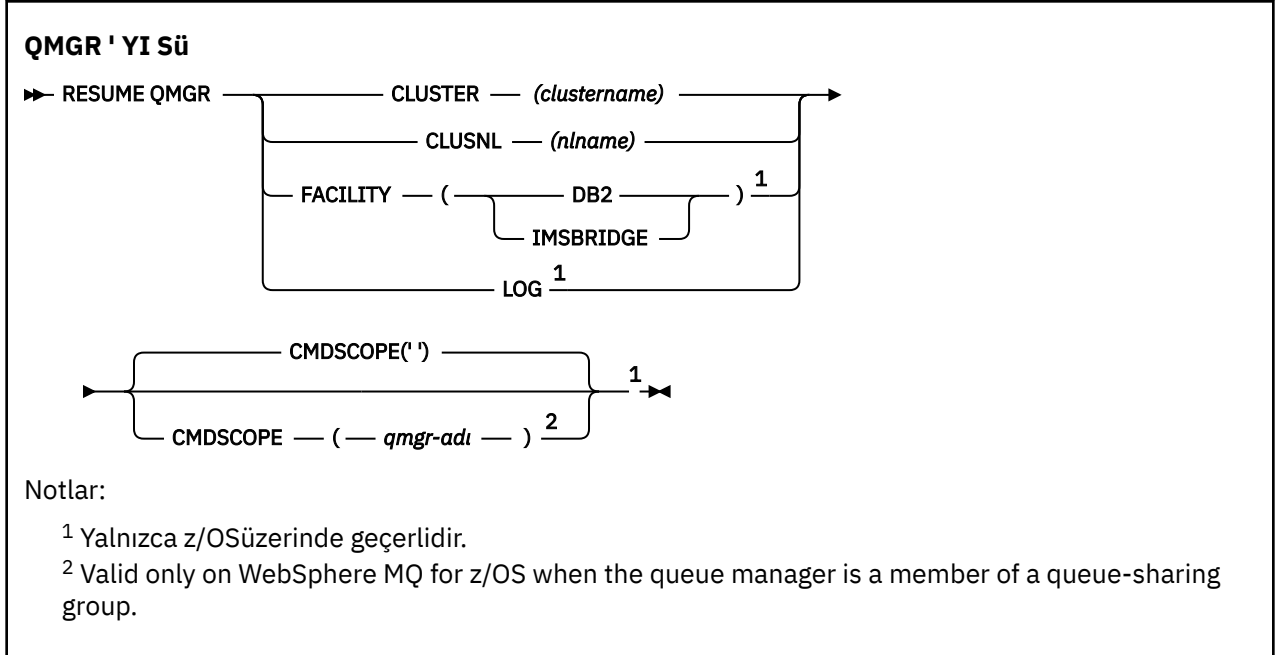 QMGR ' YI Sü
RESUME QMGR CLUSTER (clustername)
CLUSNL (nlname)
FACILITY ( DB2 ) 1
IMSBRIDGE
LOG 1
CMDSCOPE(' ')
1
CMDSCOPE ( qmgr-adı ) 2
Notlar:
1 Yalnızca z/OSüzerinde geçerlidir.
2 Valid only on WebSphere MQ for z/OS when the queue manager is a member of a queue-sharing
group.